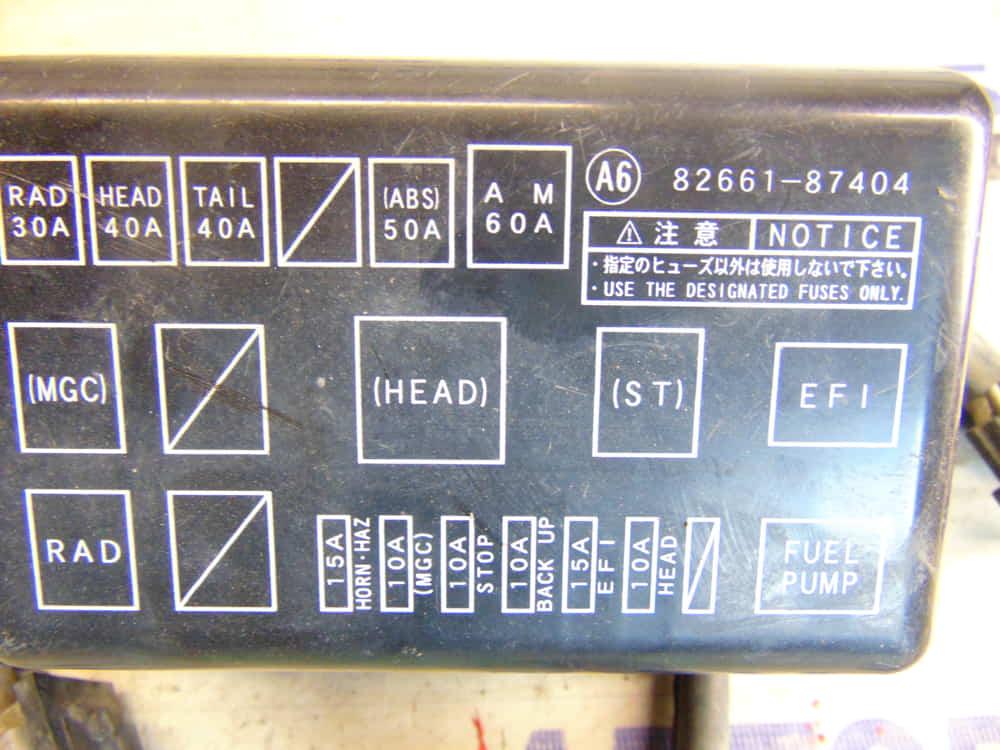 RAD
30A
HEAD
40A
TAIL
40A
(ABS)
50A
A M
60A
A6 82661-87404
⚠ 注意 NOTICE
・指定のヒューズ以外は使用しないで下さい。
・USE THE DESIGNATED FUSES ONLY.
(MGC)
(HEAD)
(ST)
EFI
RAD
15A
HORN・HAZ
10A
(MGC)
10A
STOP
10A
BACK UP
15A
EFI
10A
HEAD
FUEL
PUMP